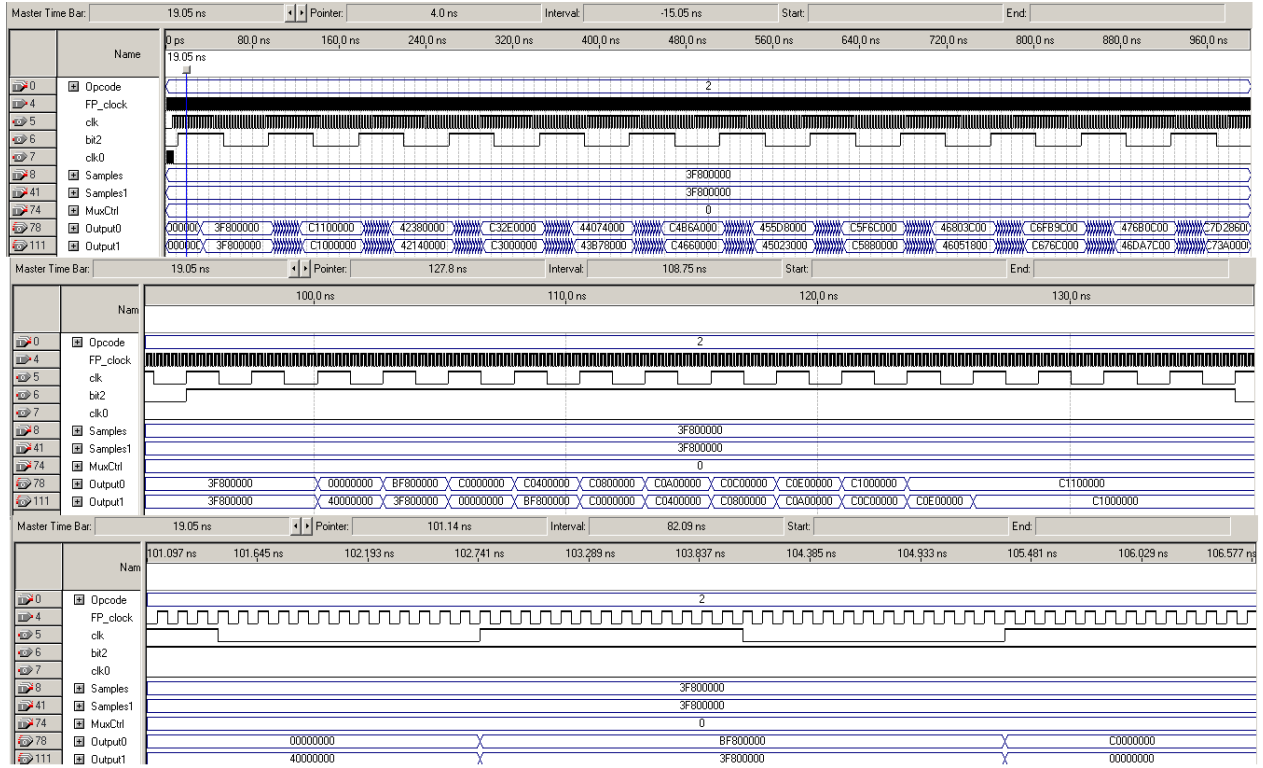 Master Time Bar: 19.05 ns Pointer: 4.0 ns Interval: -15.05 ns Start: End:
Name 0 ps 80.0 ns 160.0 ns 240.0 ns 320.0 ns 400.0 ns 480.0 ns 560.0 ns 640.0 ns 720.0 ns 800.0 ns 880.0 ns 960.0 ns
19.05 ns
0 Opcode 2
4 FP_clock
5 clk
6 bit2
7 clk0
8 Samples 3F800000
41 Samples1 3F800000
74 MuxCtrl 0
78 Output0 3F800000 C1100000 42380000 C32E0000 44074000 C4B6A000 455D8000 C5F6C000 46803C00 C6FB9C00 476B0C00
111 Output1 3F800000 C1000000 42140000 C3000000 43B78000 C4660000 45023000 C5880000 46051800 C676C000 46DA7C00
Master Time Bar: 19.05 ns Pointer: 127.8 ns Interval: 108.75 ns Start: End:
Nam 100.0 ns 110.0 ns 120.0 ns 130.0 ns
0 Opcode 2
4 FP_clock
5 clk
6 bit2
7 clk0
8 Samples 3F800000
41 Samples1 3F800000
74 MuxCtrl 0
78 Output0 3F800000 00000000 BF800000 C0000000 C0400000 C0800000 C0A00000 C0C00000 C0E00000 C1000000 C1100000
111 Output1 3F800000 40000000 3F800000 00000000 BF800000 C0000000 C0400000 C0800000 C0A00000 C0C00000 C0E00000 C1000000
Master Time Bar: 19.05 ns Pointer: 101.14 ns Interval: 82.09 ns Start: End:
Nam 101.097 ns 101.645 ns 102.193 ns 102.741 ns 103.289 ns 103.837 ns 104.385 ns 104.933 ns 105.481 ns 106.029 ns 106.577 ns
0 Opcode 2
4 FP_clock
5 clk
6 bit2
7 clk0
8 Samples 3F800000
41 Samples1 3F800000
74 MuxCtrl 0
78 Output0 00000000 BF800000 C0000000
111 Output1 40000000 3F800000 00000000